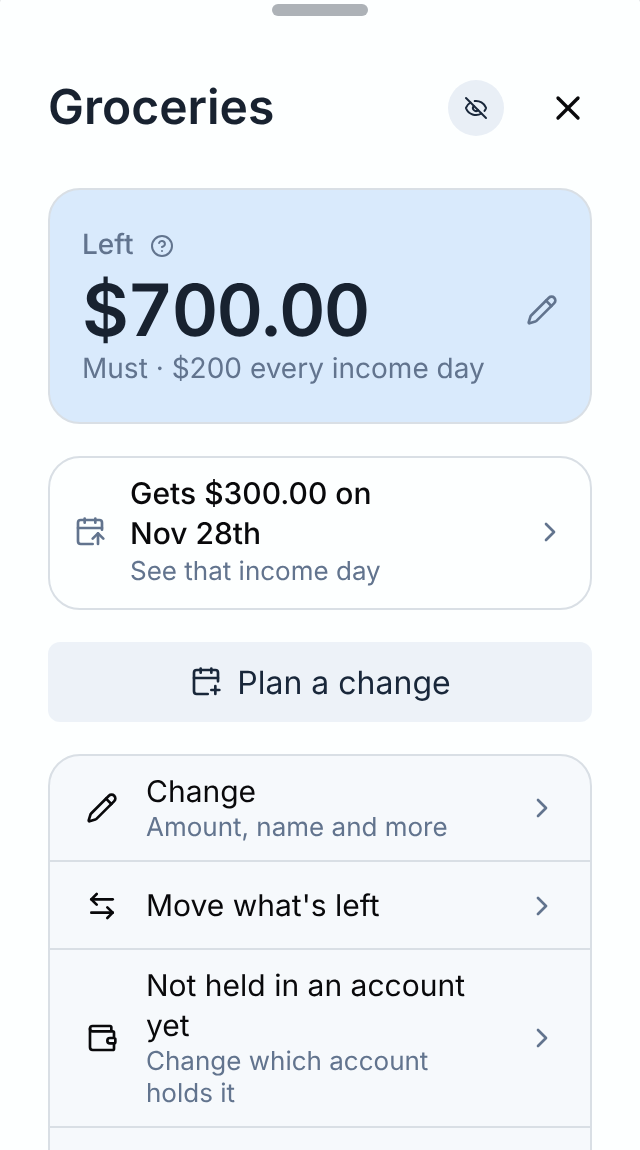 Groceries
Left
$700.00
Must · $200 every income day
Gets $300.00 on
Nov 28th
See that income day
Plan a change
Change
Amount, name and more
Move what's left
Not held in an account
yet
Change which account
holds it